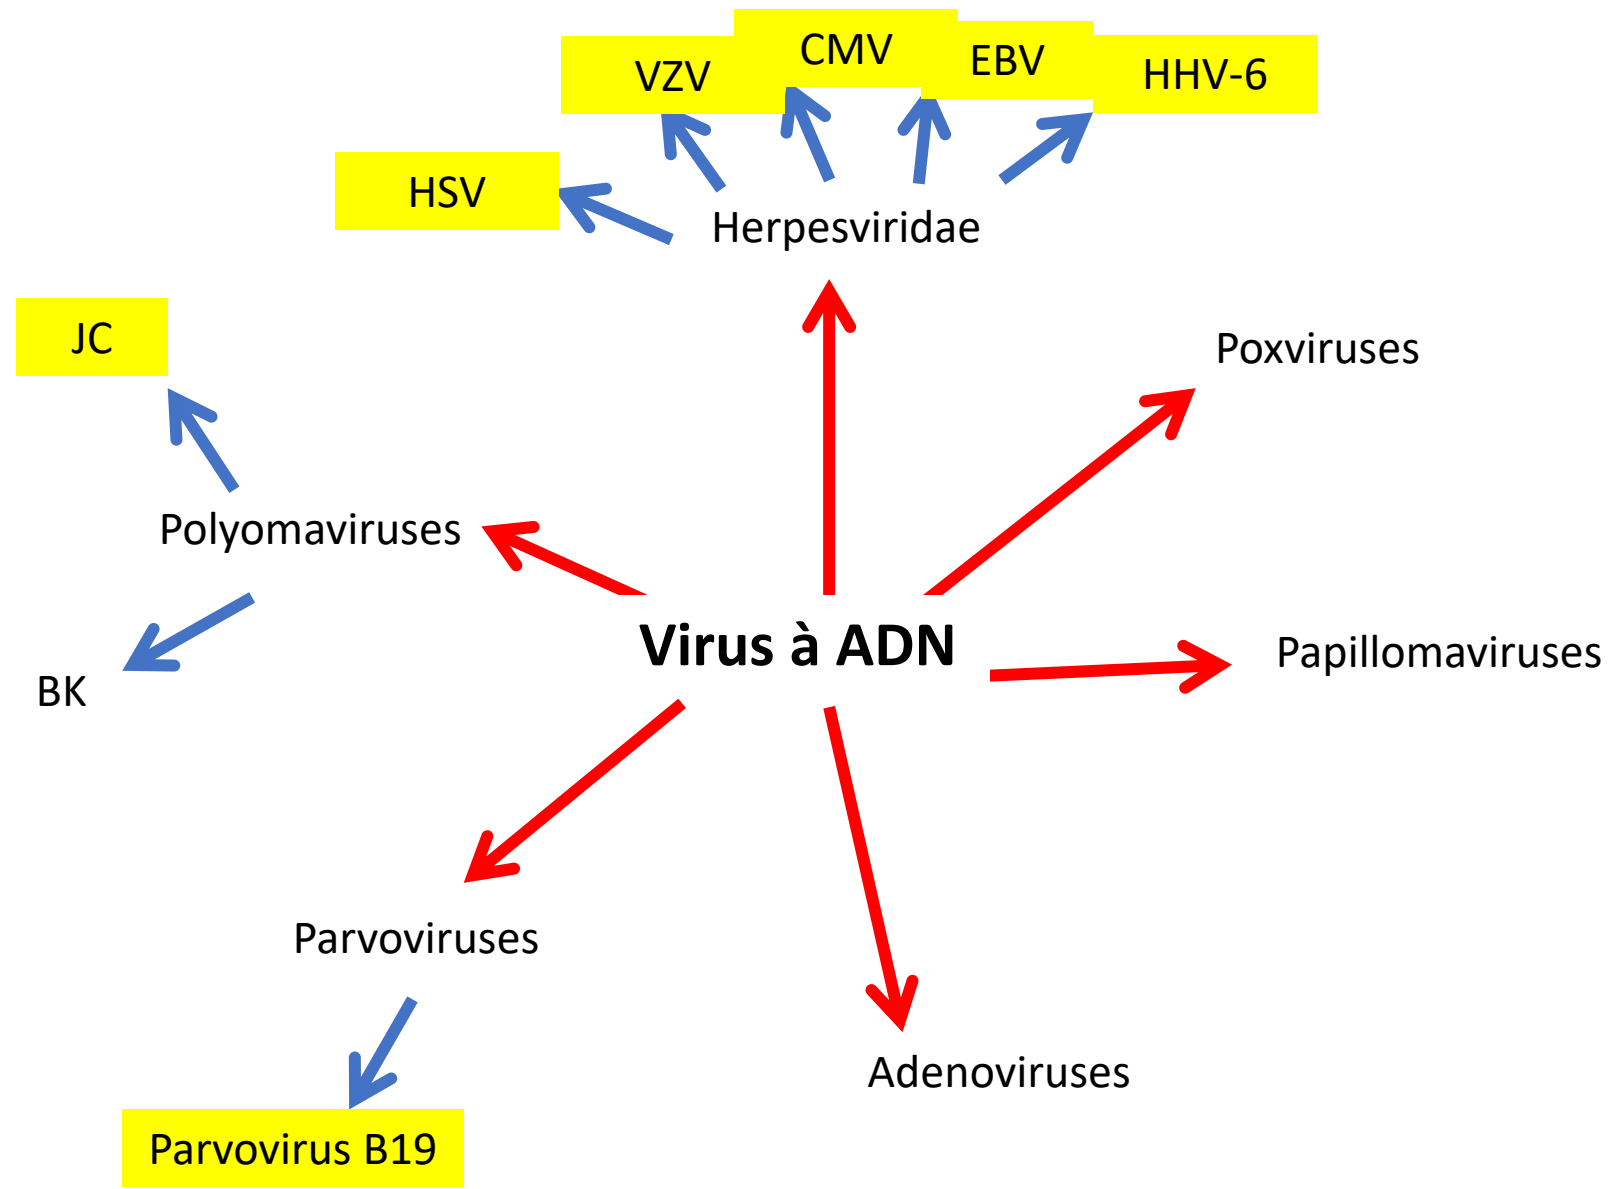 CMV
EBV
VZV
HHV-6
HSV
Herpesviridae
JC
Poxviruses
Polyomaviruses
Virus à ADN
Papillomaviruses
BK
Parvoviruses
Adenoviruses
Parvovirus B19